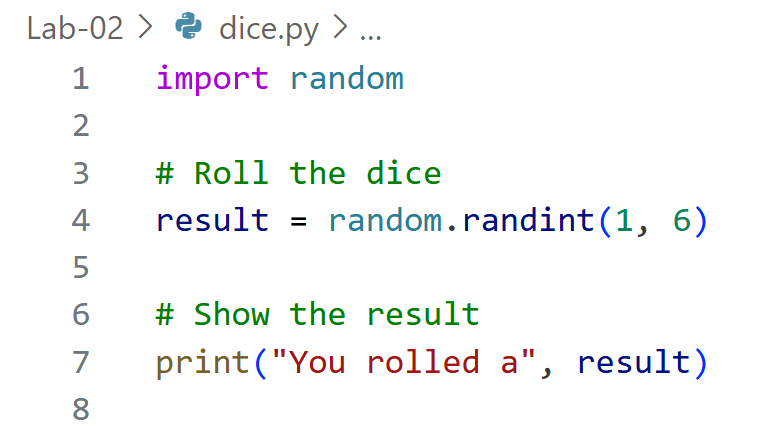 Lab-02 > dice.py > ...
1 import random
2
3 # Roll the dice
4 result = random.randint(1, 6)
5
6 # Show the result
7 print("You rolled a", result)
8